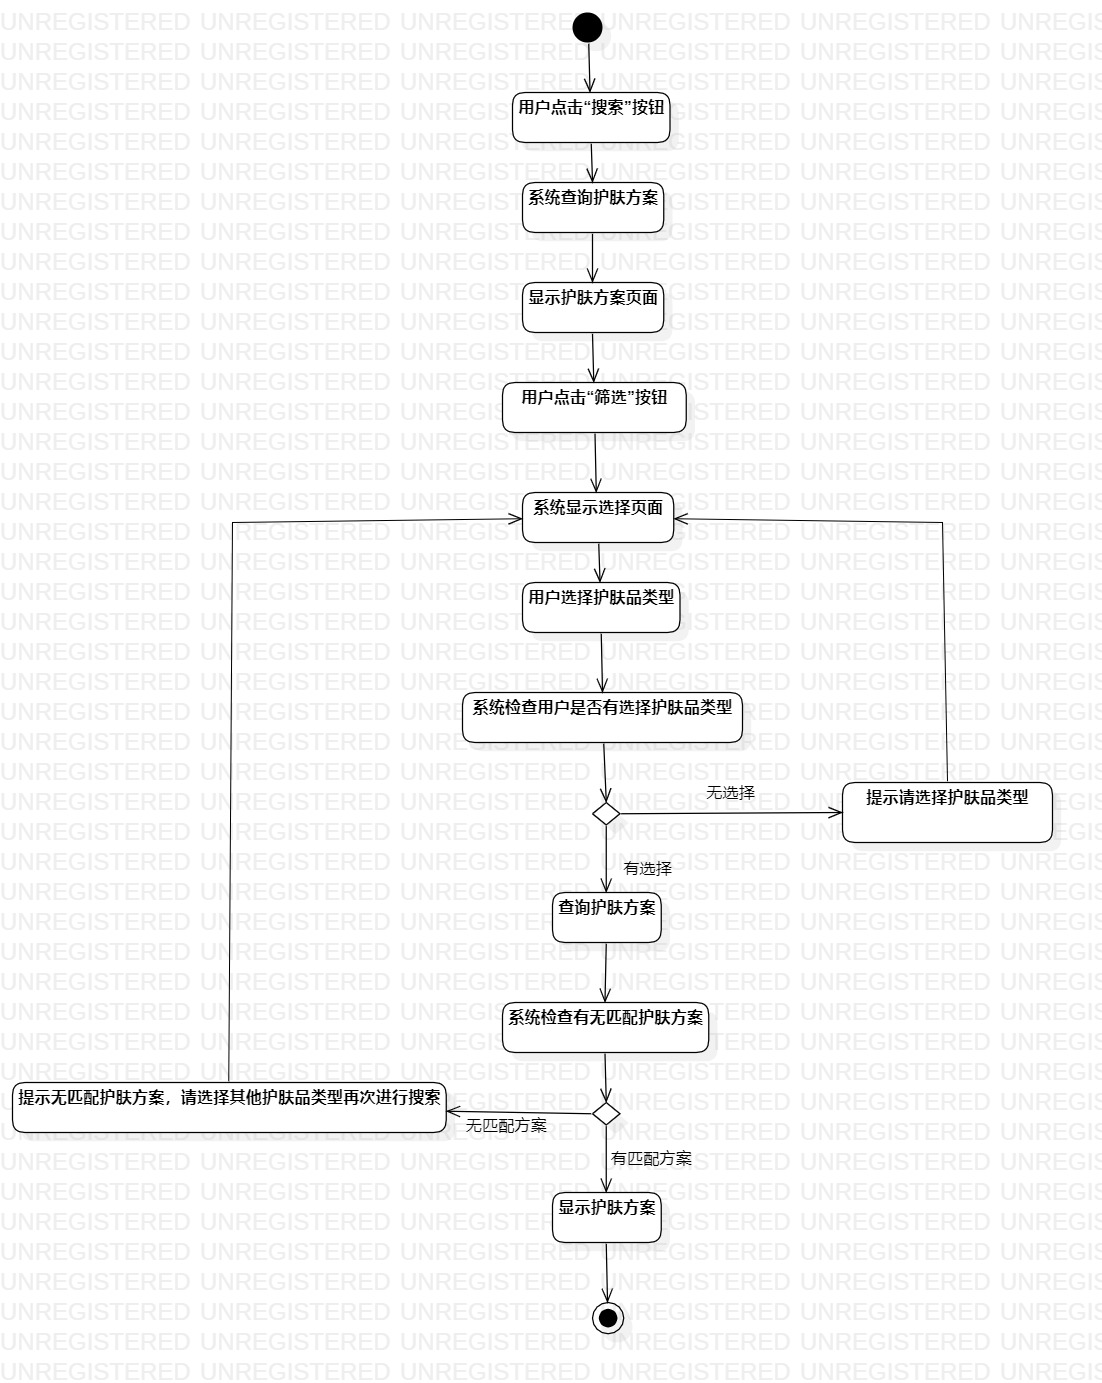 用户点击“搜索”按钮
系统查询护肤方案
显示护肤方案页面
用户点击“筛选”按钮
系统显示选择页面
用户选择护肤品类型
系统检查用户是否有选择护肤品类型
无选择
提示请选择护肤品类型
有选择
查询护肤方案
系统检查有无匹配护肤方案
提示无匹配护肤方案，请选择其他护肤品类型再次进行搜索
无匹配方案
有匹配方案
显示护肤方案
UNREGISTERED